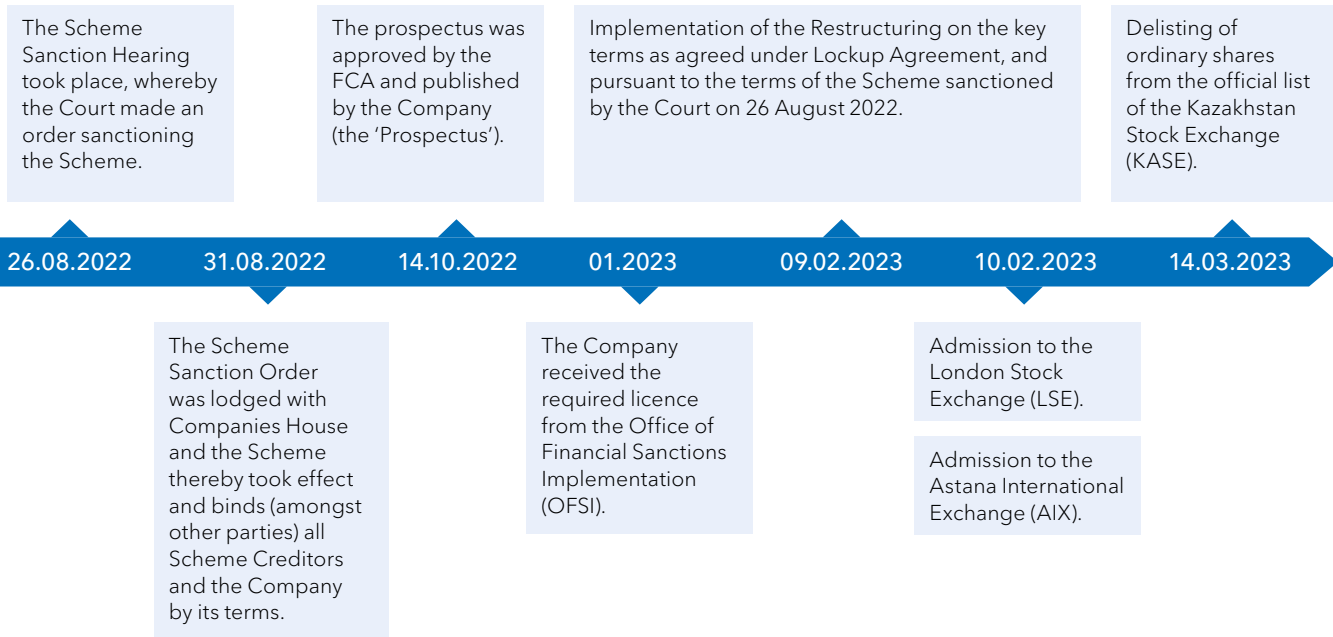 The Scheme
Sanction Hearing
took place, whereby
the Court made an
order sanctioning
the Scheme.
The prospectus was
approved by the
FCA and published
by the Company
(the ‘Prospectus’).
Implementation of the Restructuring on the key
terms as agreed under Lockup Agreement, and
pursuant to the terms of the Scheme sanctioned
by the Court on 26 August 2022.
Delisting of
ordinary shares
from the official list
of the Kazakhstan
Stock Exchange
(KASE).
26.08.2022 31.08.2022 14.10.2022 01.2023 09.02.2023 10.02.2023 14.03.2023
The Scheme
Sanction Order
was lodged with
Companies House
and the Scheme
thereby took effect
and binds (amongst
other parties) all
Scheme Creditors
and the Company
by its terms.
The Company
received the
required licence
from the Office of
Financial Sanctions
Implementation
(OFSI).
Admission to the
London Stock
Exchange (LSE).
Admission to the
Astana International
Exchange (AIX).